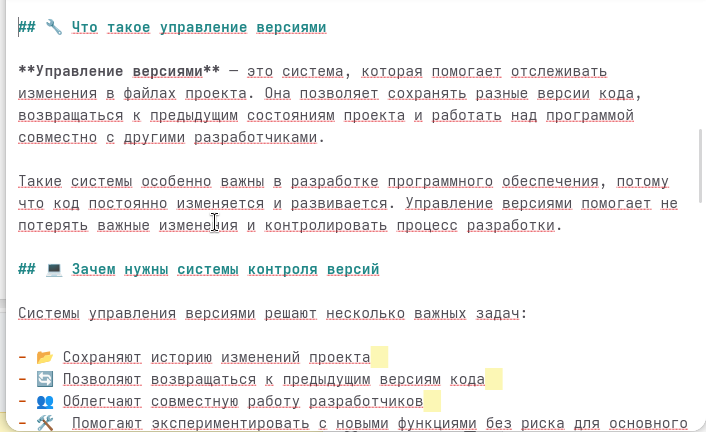 ## 🔧 Что такое управление версиями
**Управление версиями** — это система, которая помогает отслеживать
изменения в файлах проекта. Она позволяет сохранять разные версии кода,
возвращаться к предыдущим состояниям проекта и работать над программой
совместно с другими разработчиками.
Такие системы особенно важны в разработке программного обеспечения, потому
что код постоянно изменяется и развивается. Управление версиями помогает не
потерять важные изменения и контролировать процесс разработки.
## 💻 Зачем нужны системы контроля версий
Системы управления версиями решают несколько важных задач:
- 📂 Сохраняют историю изменений проекта
- 🔄 Позволяют возвращаться к предыдущим версиям кода
- 👥 Облегчают совместную работу разработчиков
- 🛠 Помогают экспериментировать с новыми функциями без риска для основного